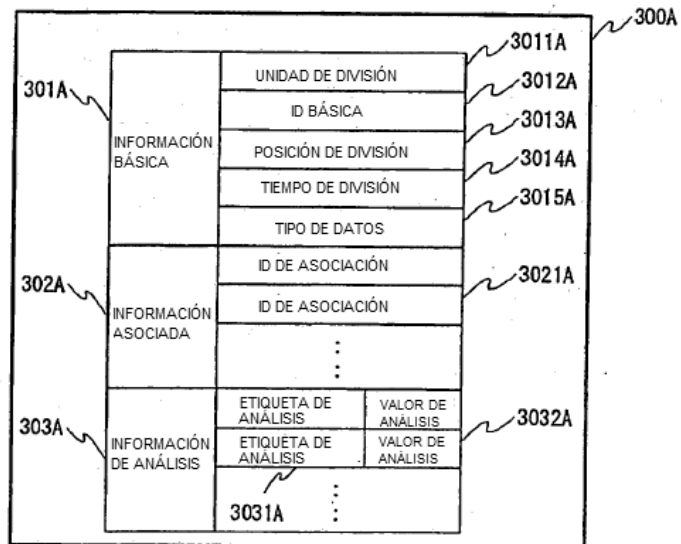 300A
3011A
UNIDAD DE DIVISIÓN
301A
3012A
ID BÁSICA
3013A
INFORMACIÓN
BÁSICA
POSICIÓN DE DIVISIÓN
3014A
TIEMPO DE DIVISIÓN
3015A
TIPO DE DATOS
ID DE ASOCIACIÓN
3021A
302A
INFORMACIÓN
ASOCIADA
ID DE ASOCIACIÓN
ETIQUETA DE
ANÁLISIS
VALOR DE
ANÁLISIS
3032A
303A
INFORMACIÓN
DE ANÁLISIS
ETIQUETA DE
ANÁLISIS
VALOR DE
ANÁLISIS
3031A